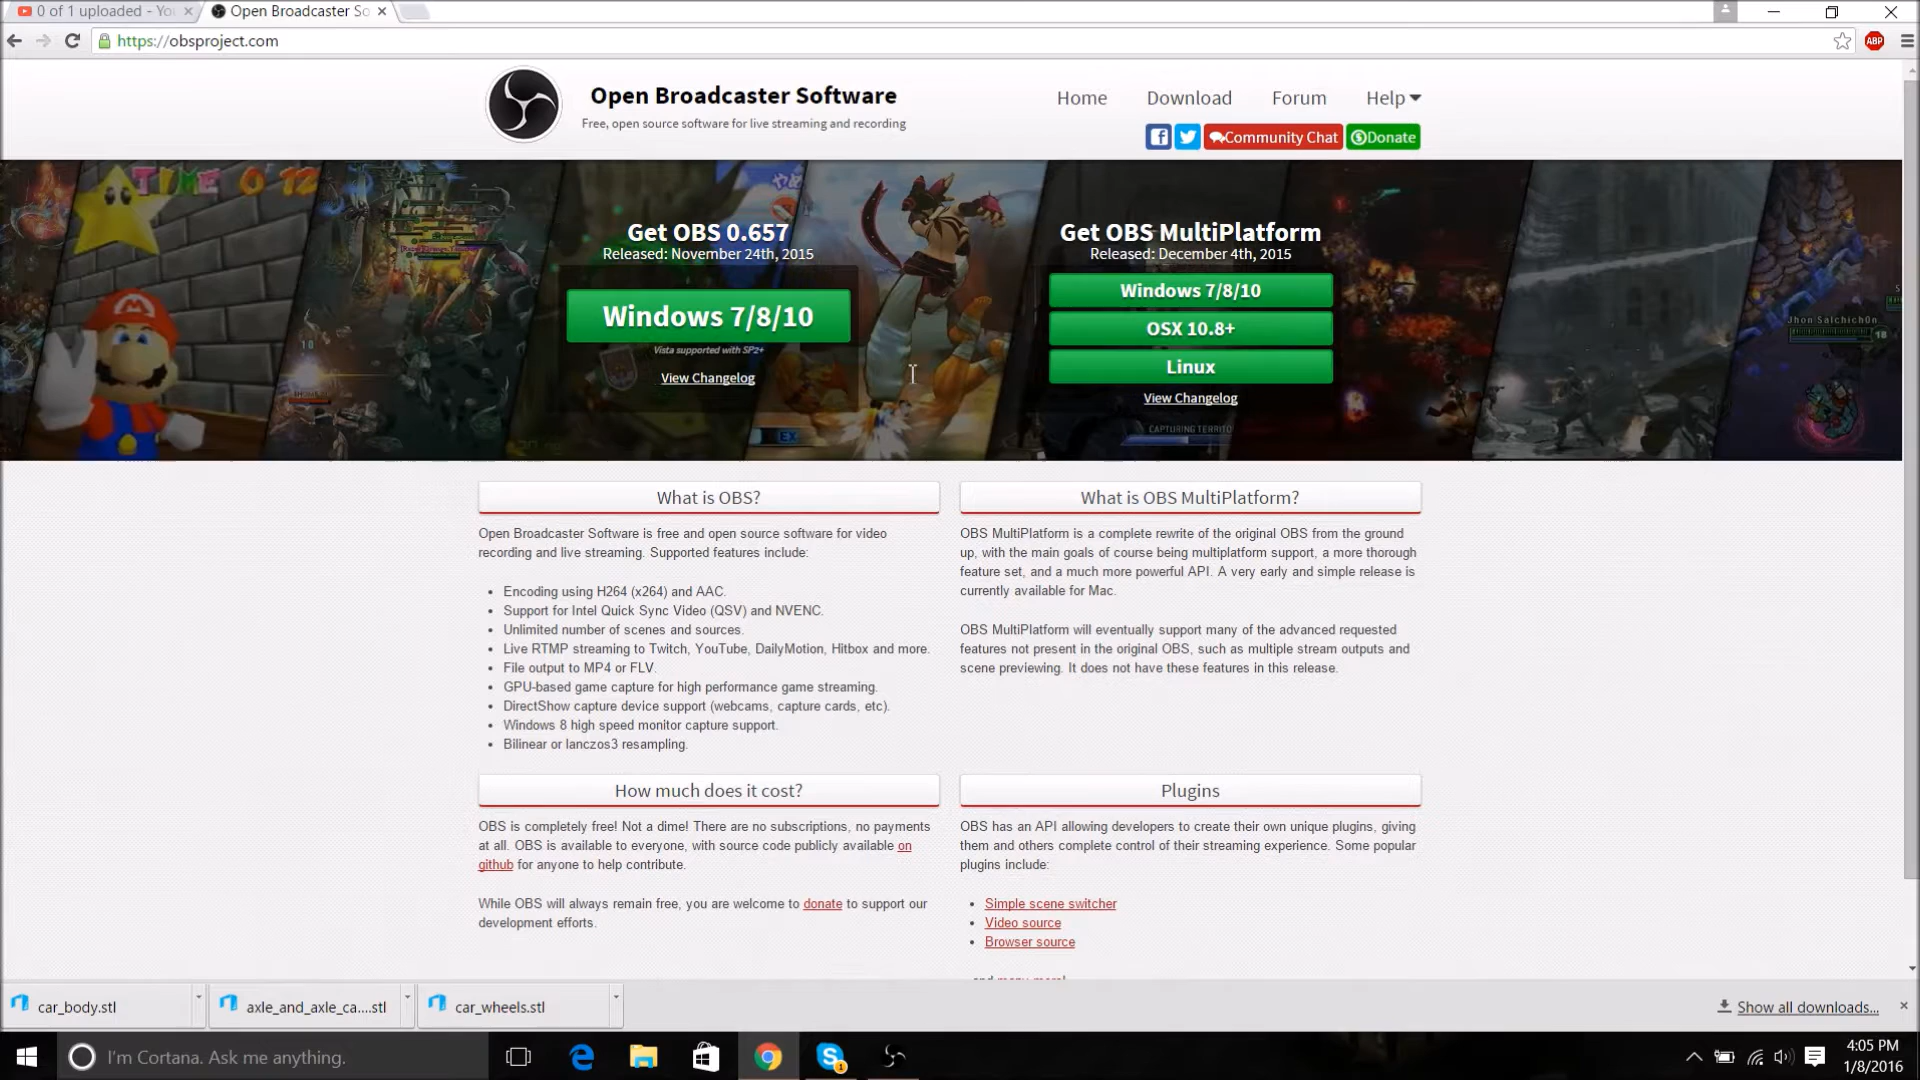 0 of 1 uploaded - Yo
Open Broadcaster So
https://obsproject.com
ABP
Open Broadcaster Software
Free, open source software for live streaming and recording
Home
Download
Forum
Help
Community Chat
Donate
TIME 0'12
Get OBS 0.657
Released: November 24th, 2015
Windows 7/8/10
Vista supported with SP2+
View Changelog
EX
10
Get OBS MultiPlatform
Released: December 4th, 2015
Windows 7/8/10
OSX 10.8+
Linux
View Changelog
CAPTURING TERRITO
Jhon Salchich0n
18
What is OBS?
Open Broadcaster Software is free and open source software for video
recording and live streaming. Supported features include:
Encoding using H264 (x264) and AAC.
Support for Intel Quick Sync Video (QSV) and NVENC.
Unlimited number of scenes and sources.
Live RTMP streaming to Twitch, YouTube, DailyMotion, Hitbox and more.
File output to MP4 or FLV.
GPU-based game capture for high performance game streaming.
DirectShow capture device support (webcams, capture cards, etc).
Windows 8 high speed monitor capture support.
Bilinear or lanczos3 resampling.
What is OBS MultiPlatform?
OBS MultiPlatform is a complete rewrite of the original OBS from the ground
up, with the main goals of course being multiplatform support, a more thorough
feature set, and a much more powerful API. A very early and simple release is
currently available for Mac.
OBS MultiPlatform will eventually support many of the advanced requested
features not present in the original OBS, such as multiple stream outputs and
scene previewing. It does not have these features in this release.
How much does it cost?
OBS is completely free! Not a dime! There are no subscriptions, no payments
at all. OBS is available to everyone, with source code publicly available on
github for anyone to help contribute.
While OBS will always remain free, you are welcome to donate to support our
development efforts.
Plugins
OBS has an API allowing developers to create their own unique plugins, giving
them and others complete control of their streaming experience. Some popular
plugins include:
Simple scene switcher
Video source
Browser source
and many more!
car_body.stl
axle_and_axle_ca....stl
car_wheels.stl
Show all downloads...
I'm Cortana. Ask me anything.
1
4:05 PM
1/8/2016